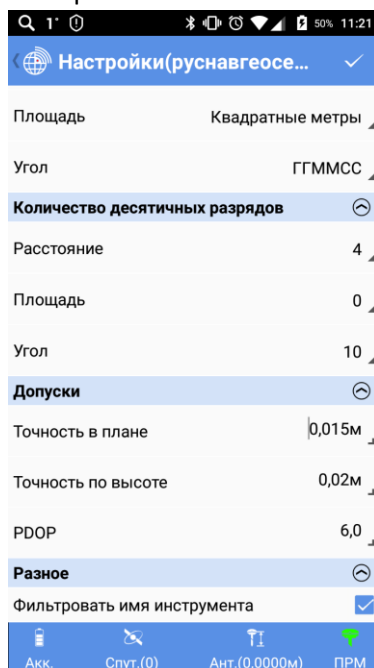 1° 50% 11:21
Настройки(руснавгеосе...
Площадь Квадратные метры
Угол ГГММСС
Количество десятичных разрядов
Расстояние 4
Площадь 0
Угол 10
Допуски
Точность в плане 0,015м
Точность по высоте 0,02м
PDOP 6,0
Разное
Фильтровать имя инструмента
Акк. Спут.(0) Ант.(0.0000м) ПРМ